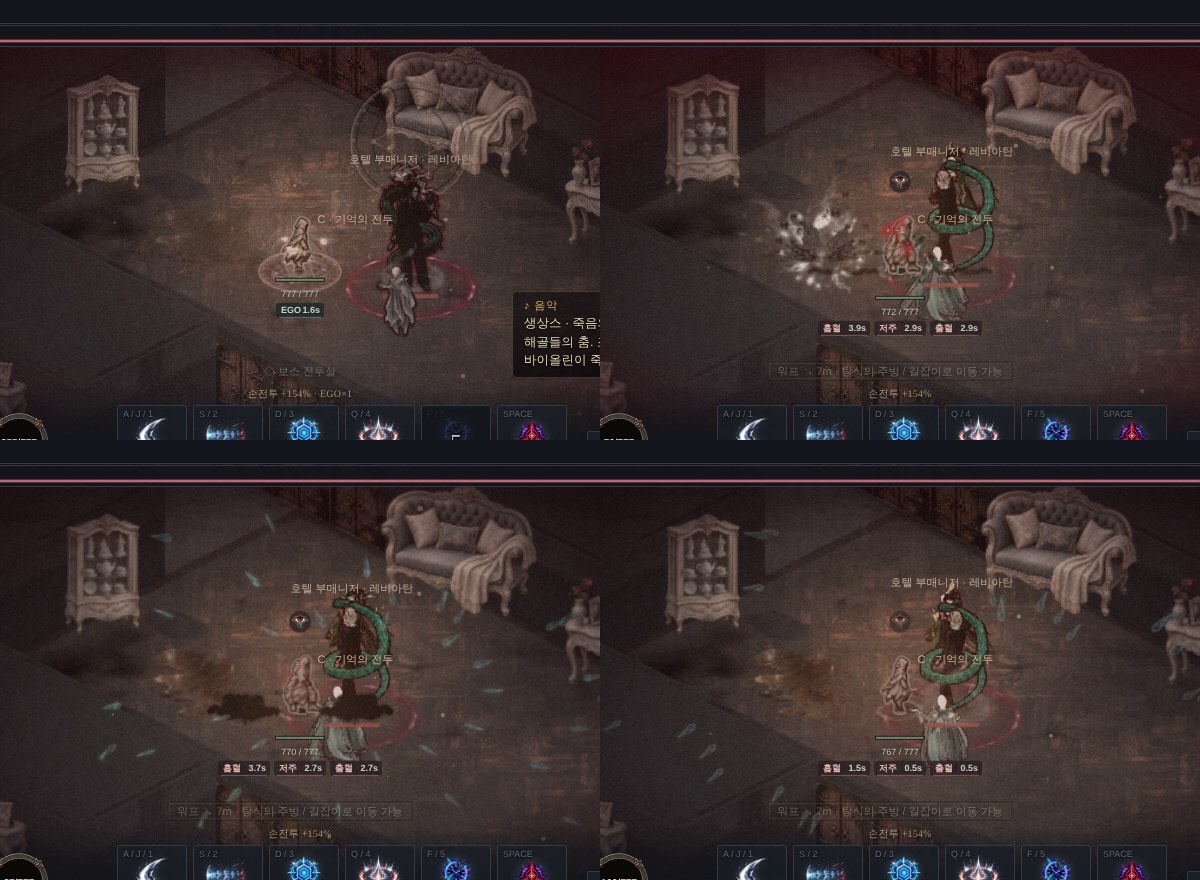 호텔 부매니저 · 레비아탄
C · 기억의 전투
777 / 777
EGO 1.6s
♪ 음악
생상스 · 죽음
해골들의 춤.
바이올린이 죽
보스 전투실
손전투 +154% · EGO×1
A / J / 1
S / 2
D / 3
Q / 4
SPACE
호텔 부매니저 · 레비아탄
C · 기억의 전투
772 / 777
흡혈 3.9s 저주 2.9s 출혈 2.9s
워프 ↘ 7m · 탐식의 주방 / 길잡이로 이동 가능
손전투 +154%
A / J / 1
S / 2
D / 3
Q / 4
F / 5
SPACE
호텔 부매니저 · 레비아탄
C · 기억의 전투
770 / 777
흡혈 3.7s 저주 2.7s 출혈 2.7s
워프 ↘ 7m · 탐식의 주방 / 길잡이로 이동 가능
손전투 +154%
A / J / 1
S / 2
D / 3
Q / 4
F / 5
SPACE
호텔 부매니저 · 레비아탄
C · 기억의 전투
767 / 777
흡혈 1.5s 저주 0.5s 출혈 0.5s
워프 ↘ 7m · 탐식의 주방 / 길잡이로 이동 가능
손전투 +154%
A / J / 1
S / 2
D / 3
Q / 4
F / 5
SPACE